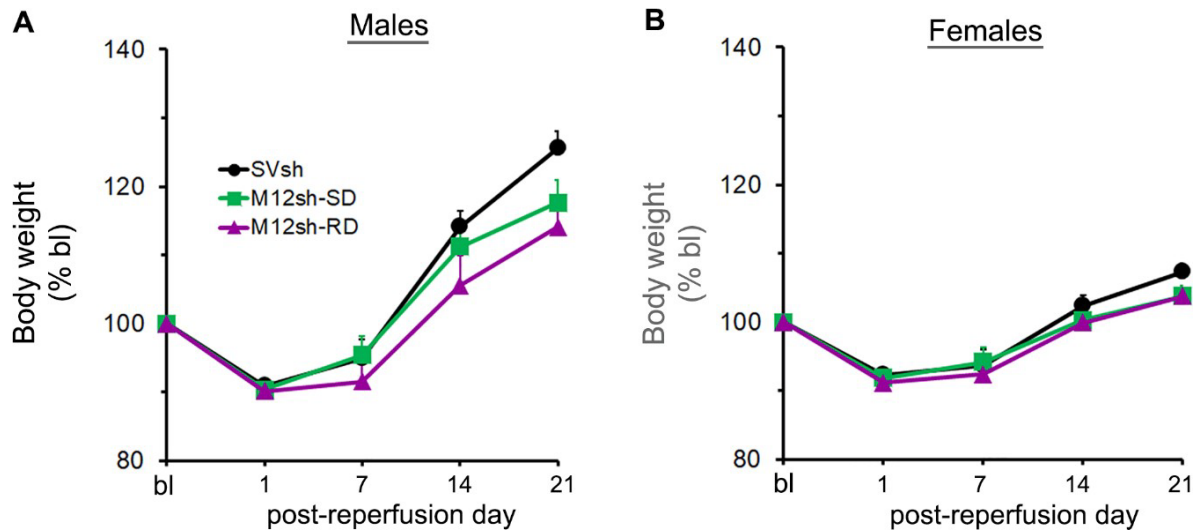 A
Males
140
120
100
80
Body weight
(% bl)
SVsh
M12sh-SD
M12sh-RD
bl
1
7
14
21
post-reperfusion day
B
Females
140
120
100
80
Body weight
(% bl)
bl
1
7
14
21
post-reperfusion day